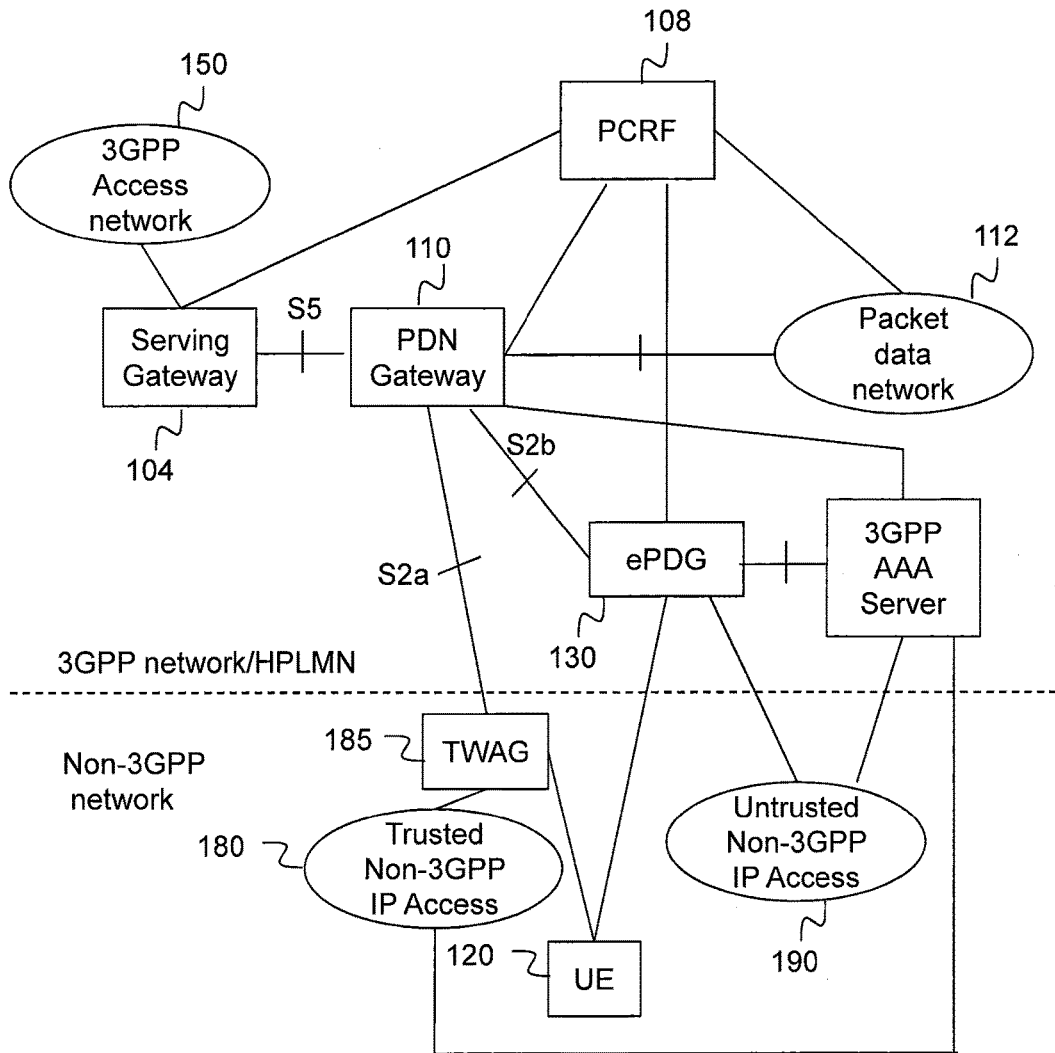 108
150
PCRF
3GPP
Access
network
110
112
S5
Serving
Gateway
PDN
Gateway
Packet
data
network
104
S2b
S2a
ePDG
3GPP
AAA
Server
130
3GPP network/HPLMN
185
TWAG
Non-3GPP
network
180
Trusted
Non-3GPP
IP Access
Untrusted
Non-3GPP
IP Access
120
UE
190